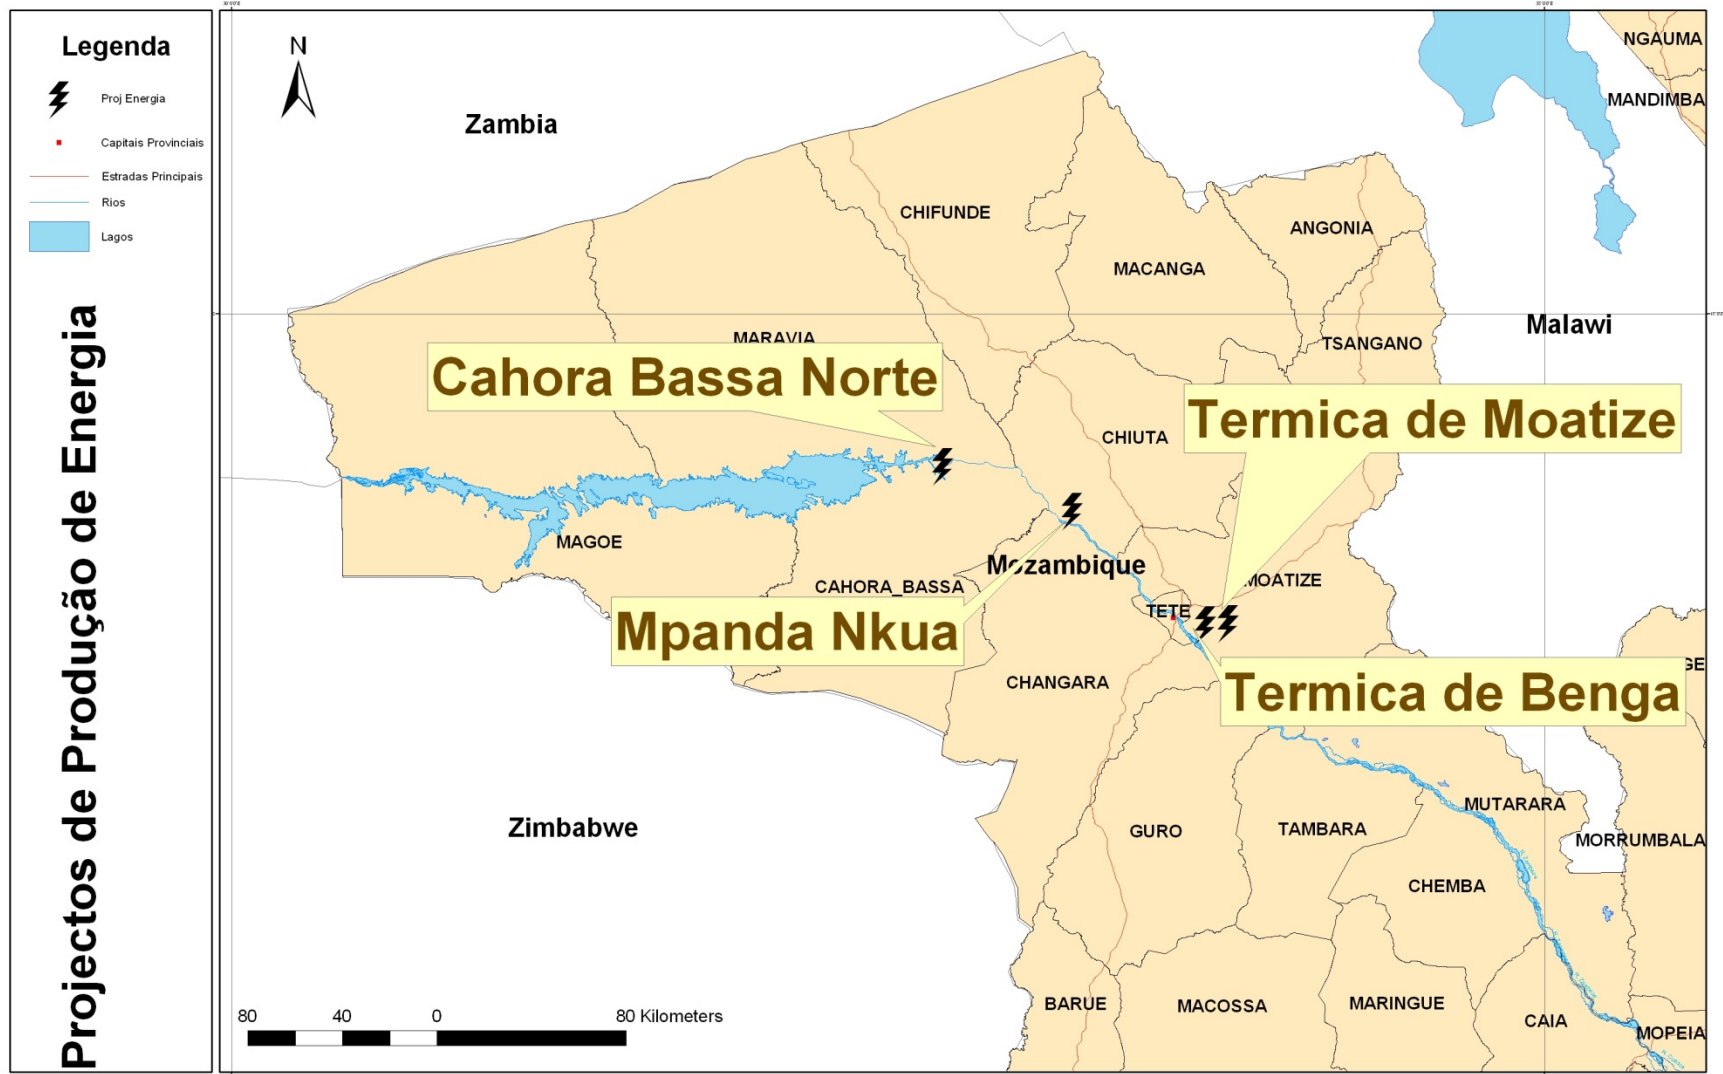 Legenda
Proj Energia
Capitais Provinciais
Estradas Principais
Rios
Lagos
Projectos de Produção de Energia
N
Zambia
NGAUMA
MANDIMBA
CHIFUNDE
ANGONIA
MACANGA
Malawi
MARAVIA
TSANGANO
Cahora Bassa Norte
Termica de Moatize
CHIUTA
MAGOE
Mozambique
CAHORA_BASSA
MOATIZE
TETE
Mpanda Nkua
GE
CHANGARA
Termica de Benga
MUTARARA
Zimbabwe
GURO
TAMBARA
MORRUMBALA
CHEMBA
BARUE
MACOSSA
MARINGUE
CAIA
MOPEIA
80 40 0 80 Kilometers